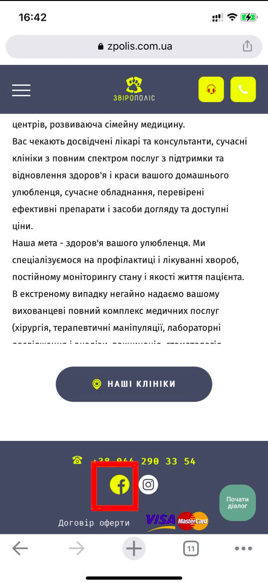 16:42
zpolis.com.ua
ЗВІРОПОЛІС
центрів, розвиваюча сімейну медицину.
Вас чекають досвідчені лікарі та консультанти, сучасні
клініки з повним спектром послуг з підтримки та
відновлення здоров'я і краси вашого домашнього
улюбленця, сучасне обладнання, перевірені
ефективні препарати і засоби догляду та доступні
ціни.
Наша мета - здоров'я вашого улюбленця. Ми
спеціалізуємося на профілактиці і лікуванні хвороб,
постійному моніторингу стану і якості життя пацієнта.
В екстреному випадку негайно надаємо вашому
вихованцеві повний комплекс медичних послуг
(хірургія, терапевтичні маніпуляції, лабораторні
НАШІ КЛІНІКИ
+38 044 290 33 54
Почати
діалог
Договір оферти VISA MasterCard
11